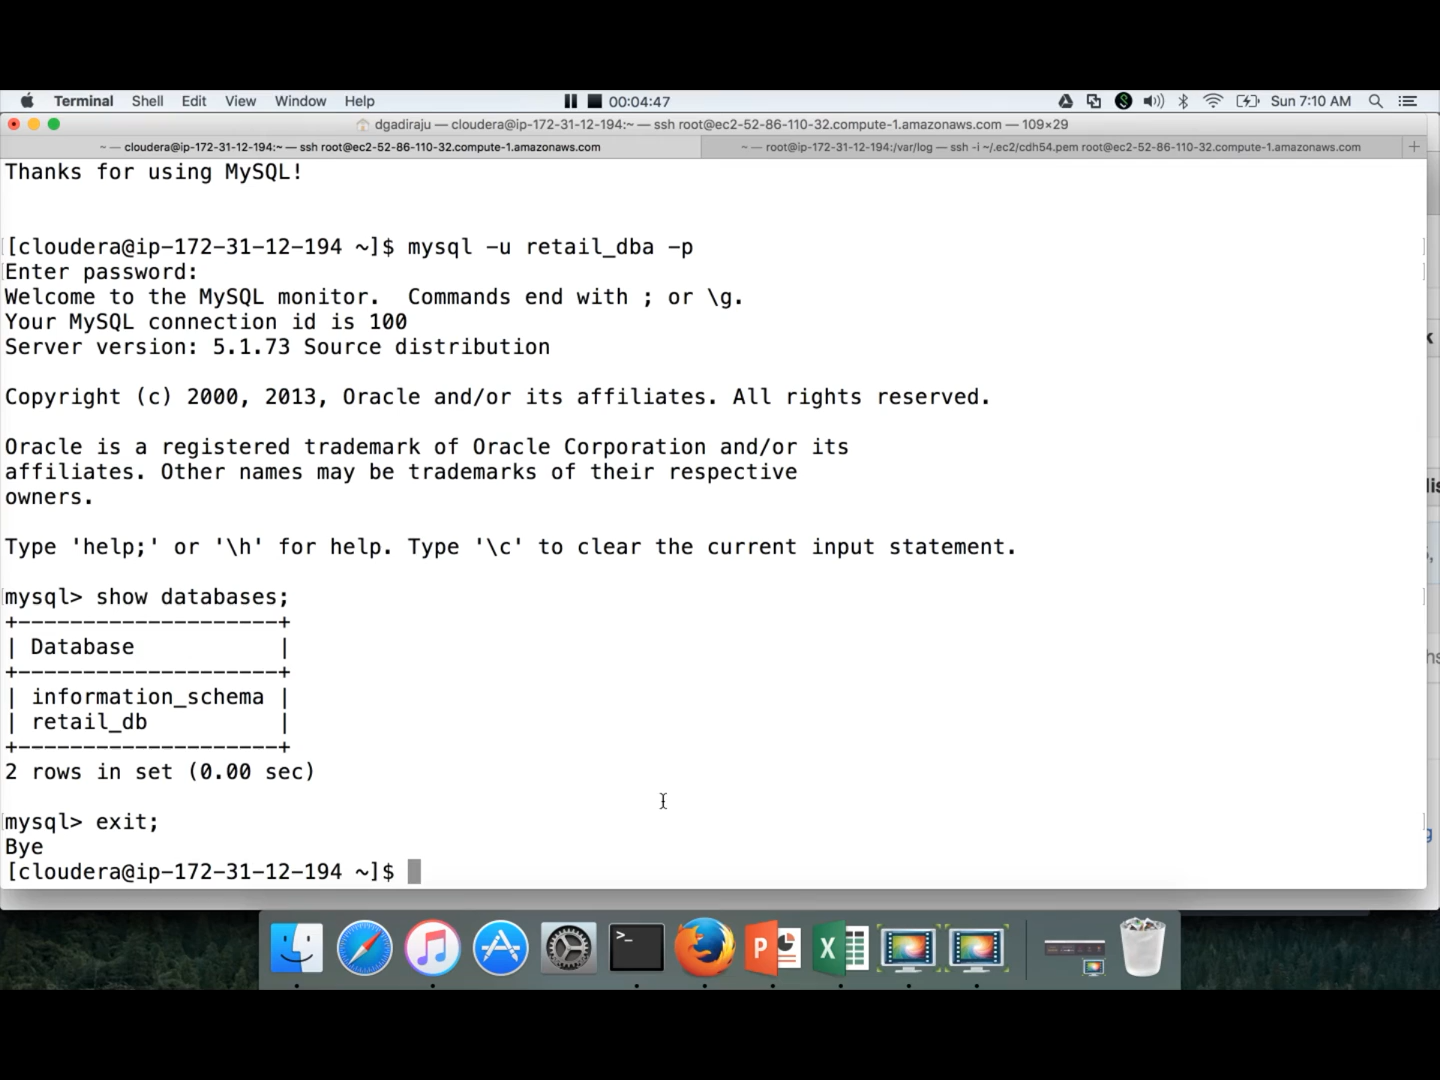 Terminal Shell Edit View Window Help 00:04:47 Sun 7:10 AM
dgadiraju — cloudera@ip-172-31-12-194:~ — ssh root@ec2-52-86-110-32.compute-1.amazonaws.com — 109×29
~ — cloudera@ip-172-31-12-194:~ — ssh root@ec2-52-86-110-32.compute-1.amazonaws.com ~ — root@ip-172-31-12-194:/var/log — ssh -i ~/.ec2/cdh54.pem root@ec2-52-86-110-32.compute-1.amazonaws.com +
Thanks for using MySQL!
[cloudera@ip-172-31-12-194 ~]$ mysql -u retail_dba -p
Enter password:
Welcome to the MySQL monitor.  Commands end with ; or \g.
Your MySQL connection id is 100
Server version: 5.1.73 Source distribution
Copyright (c) 2000, 2013, Oracle and/or its affiliates. All rights reserved.
Oracle is a registered trademark of Oracle Corporation and/or its
affiliates. Other names may be trademarks of their respective
owners.
Type 'help;' or '\h' for help. Type '\c' to clear the current input statement.
mysql> show databases;
+--------------------+
| Database           |
+--------------------+
| information_schema |
| retail_db          |
+--------------------+
2 rows in set (0.00 sec)
mysql> exit;
Bye
[cloudera@ip-172-31-12-194 ~]$